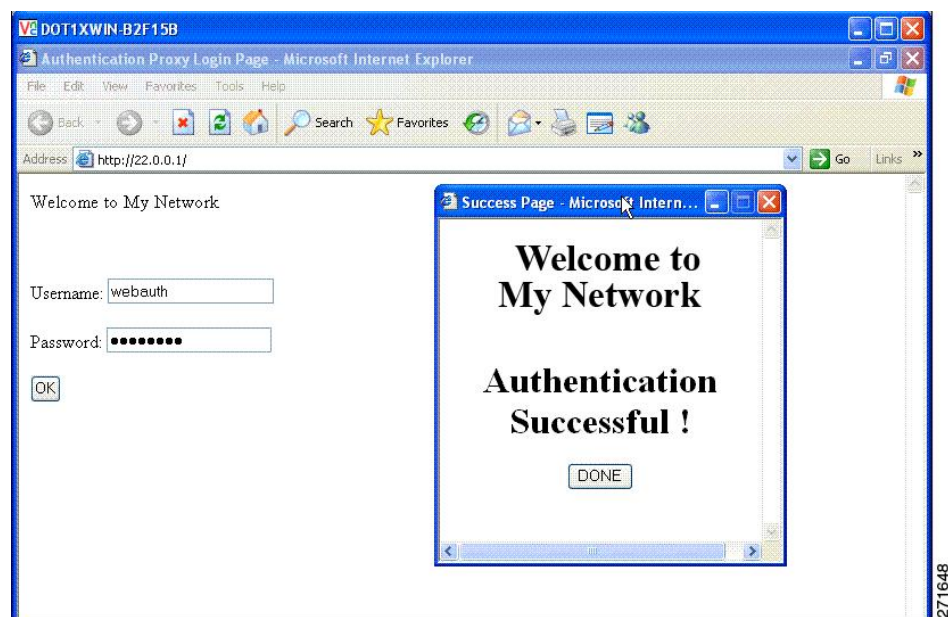 DOT1XWIN-B2F15B
Authentication Proxy Login Page - Microsoft Internet Explorer
File Edit View Favorites Tools Help
Back Search Favorites
Address http://22.0.0.1/ Go Links »
Welcome to My Network
Username: webauth
Password: ●●●●●●●●
OK
Success Page - Microsoft Intern...
Welcome to
My Network
Authentication
Successful !
DONE
271648